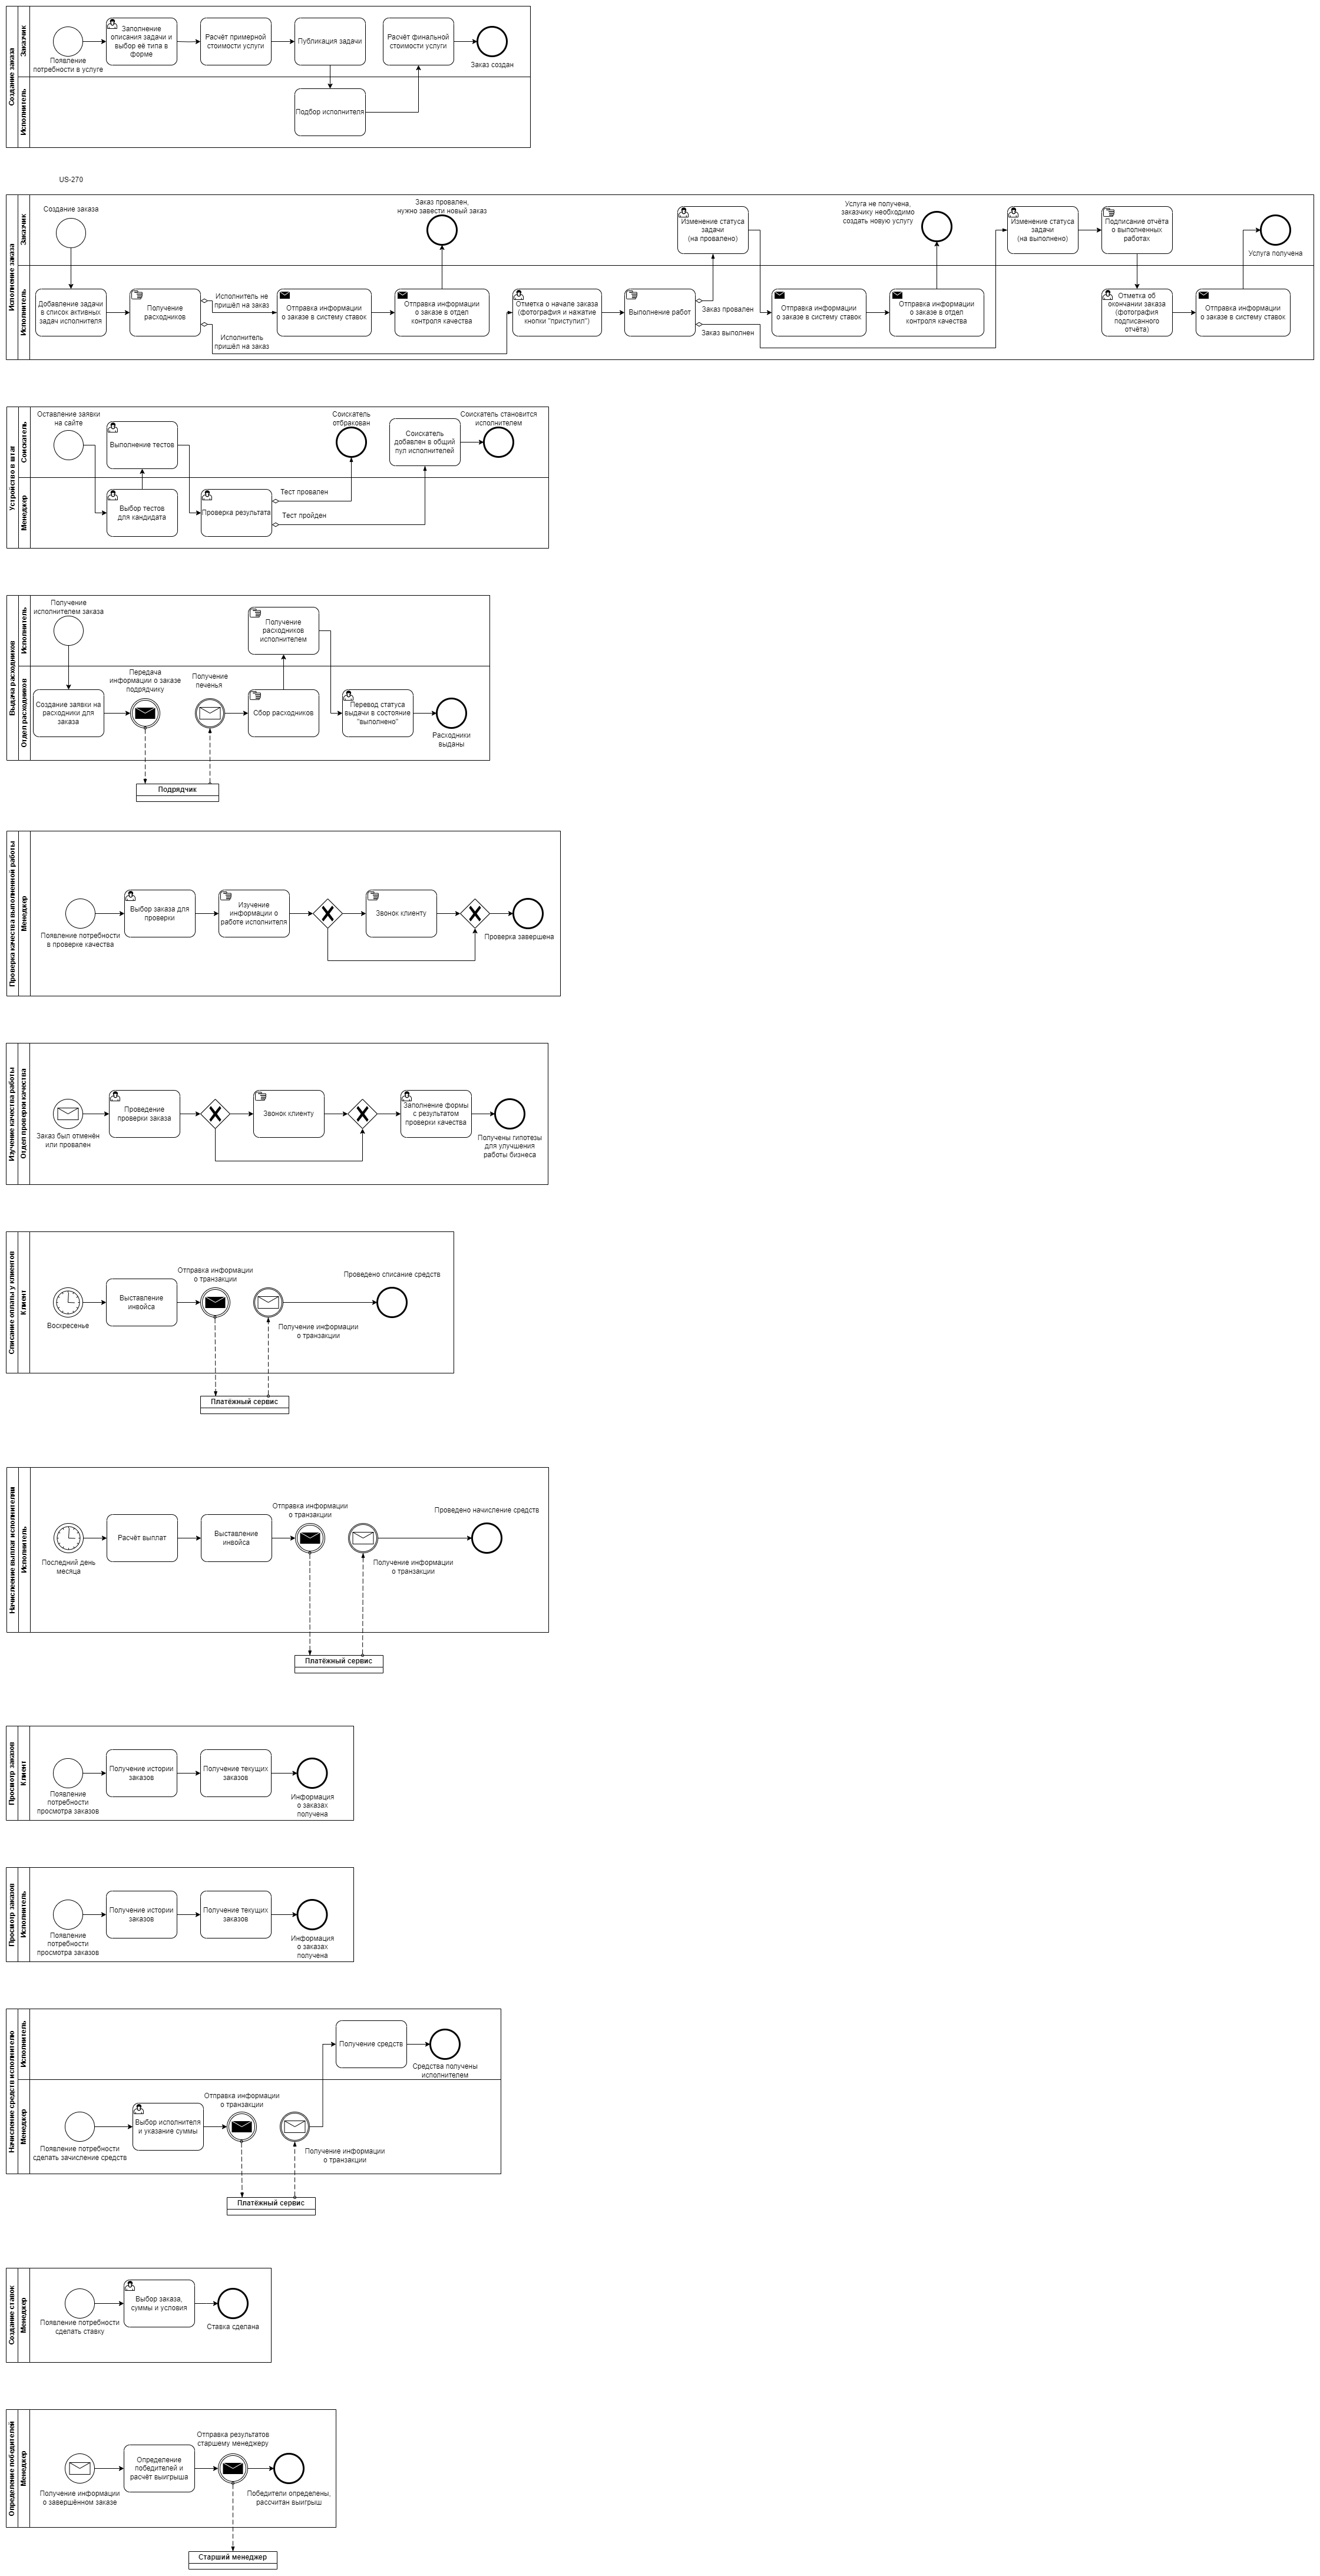 Создание заказа
Заказчик
Исполнитель
Появление
потребности в услуге
Заполнение
описания задачи и
выбор её типа в
форме
Расчёт примерной
стоимости услуги
Публикация задачи
Расчёт финальной
стоимости услуги
Заказ создан
Подбор исполнителя
US-270
Исполнение заказа
Заказчик
Исполнитель
Создание заказа
Заказ провален,
нужно завести новый заказ
Изменение статуса
задачи
(на провалено)
Услуга не получена,
заказчику необходимо
создать новую услугу
Изменение статуса
задачи
(на выполнено)
Подписание отчёта
о выполненных
работах
Услуга получена
Добавление задачи
в список активных
задач исполнителя
Получение
расходников
Исполнитель не
пришёл на заказ
Исполнитель
пришёл на заказ
Отправка информации
о заказе в систему ставок
Отправка информации
о заказе в отдел
контроля качества
Отметка о начале заказа
(фотография и нажатие
кнопки "приступил")
Выполнение работ
Заказ провален
Заказ выполнен
Отправка информации
о заказе в систему ставок
Отправка информации
о заказе в отдел
контроля качества
Отметка об
окончании заказа
(фотография
подписанного
отчёта)
Отправка информации
о заказе в систему ставок
Устройство в штат
Соискатель
Менеджер
Оставление заявки
на сайте
Выполнение тестов
Соискатель
отбракован
Соискатель
добавлен в общий
пул исполнителей
Соискатель становится
исполнителем
Выбор тестов
для кандидата
Проверка результата
Тест провален
Тест пройден
Выдача расходников
Исполнитель
Отдел расходников
Получение
исполнителем заказа
Получение
расходников
исполнителем
Создание заявки на
расходники для
заказа
Передача
информации о заказе
подрядчику
Получение
печенья
Сбор расходников
Перевод статуса
выдачи в состояние
"выполнено"
Расходники
выданы
Подрядчик
Проверка качества выполненной работы
Менеджер
Появление потребности
в проверке качества
Выбор заказа для
проверки
Изучение
информации о
работе исполнителя
Звонок клиенту
Проверка завершена
Изучение качества работы
Отдел проверки качества
Заказ был отменён
или провален
Проведение
проверки заказа
Звонок клиенту
Заполнение формы
с результатом
проверки качества
Получены гипотезы
для улучшения
работы бизнеса
Списание оплаты у клиентов
Клиент
Воскресенье
Выставление
инвойса
Отправка информации
о транзакции
Получение информации
о транзакции
Проведено списание средств
Платёжный сервис
Начисление выплат исполнителям
Исполнитель
Последний день
месяца
Расчёт выплат
Выставление
инвойса
Отправка информации
о транзакции
Получение информации
о транзакции
Проведено начисление средств
Платёжный сервис
Просмотр заказов
Клиент
Появление
потребности
просмотра заказов
Получение истории
заказов
Получение текущих
заказов
Информация
о заказах
получена
Просмотр заказов
Исполнитель
Появление
потребности
просмотра заказов
Получение истории
заказов
Получение текущих
заказов
Информация
о заказах
получена
Начисление средств исполнителю
Исполнитель
Менеджер
Получение средств
Средства получены
исполнителем
Появление потребности
сделать зачисление средств
Выбор исполнителя
и указание суммы
Отправка информации
о транзакции
Получение информации
о транзакции
Платёжный сервис
Создание ставок
Менеджер
Появление потребности
сделать ставку
Выбор заказа,
суммы и условия
Ставка сделана
Определение победителей
Менеджер
Получение информации
о завершённом заказе
Определение
победителей и
расчёт выигрыша
Отправка результатов
старшему менеджеру
Победители определены,
рассчитан выигрыш
Старший менеджер